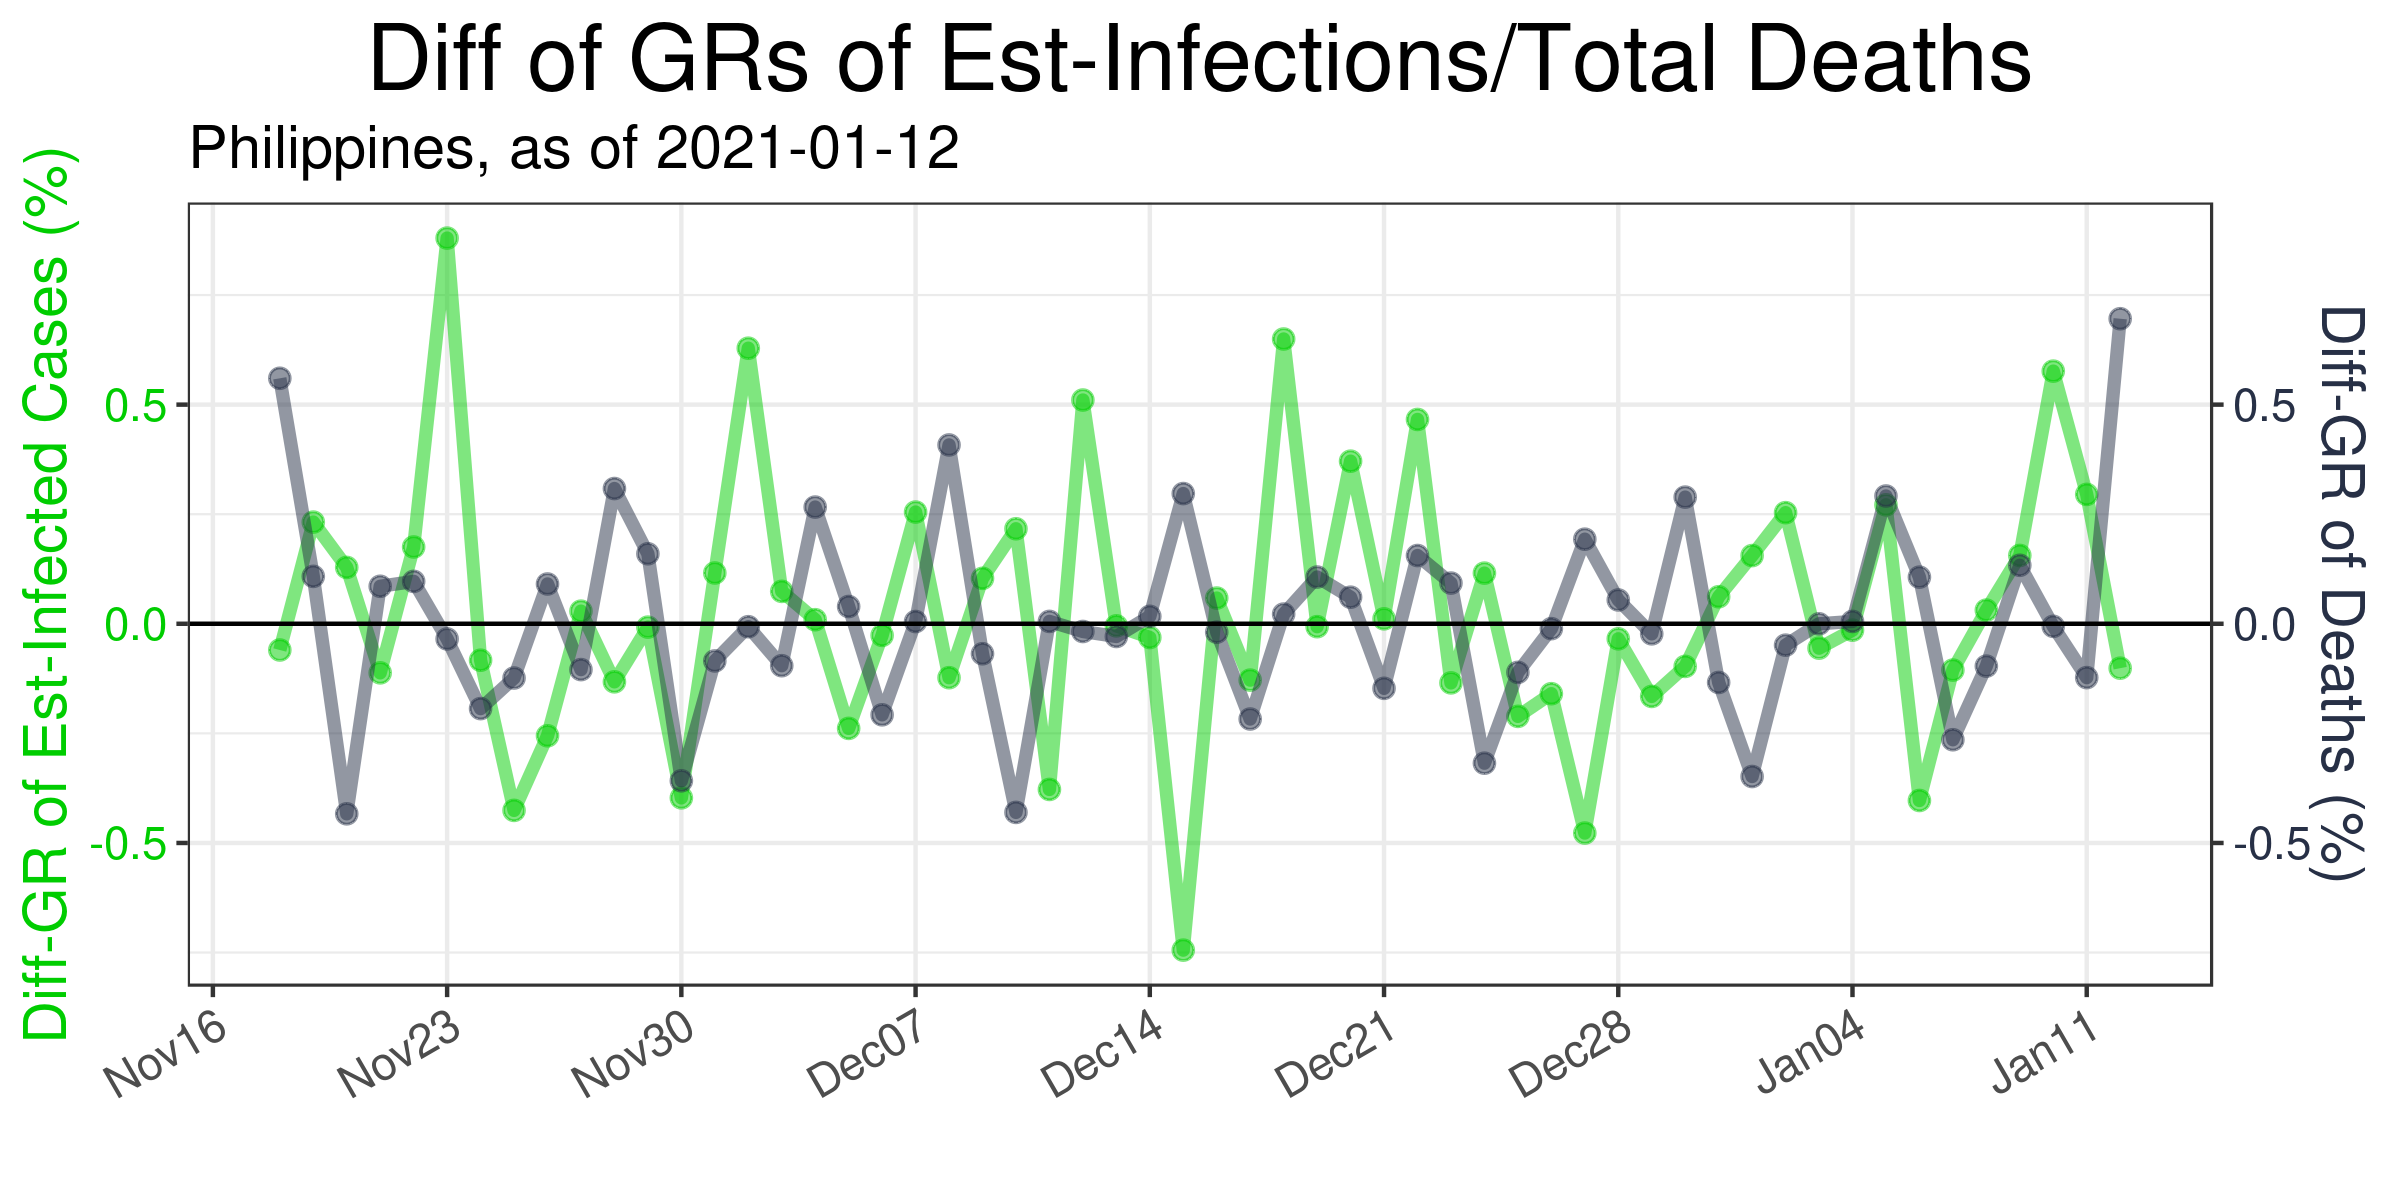 Diff of GRs of Est-Infections/Total Deaths
Philippines, as of 2021-01-12
Diff-GR of Est-Infected Cases (%)
0.5
0.0
-0.5
0.5
0.0
-0.5
Diff-GR of Deaths (%)
Nov16
Nov23
Nov30
Dec07
Dec14
Dec21
Dec28
Jan04
Jan11